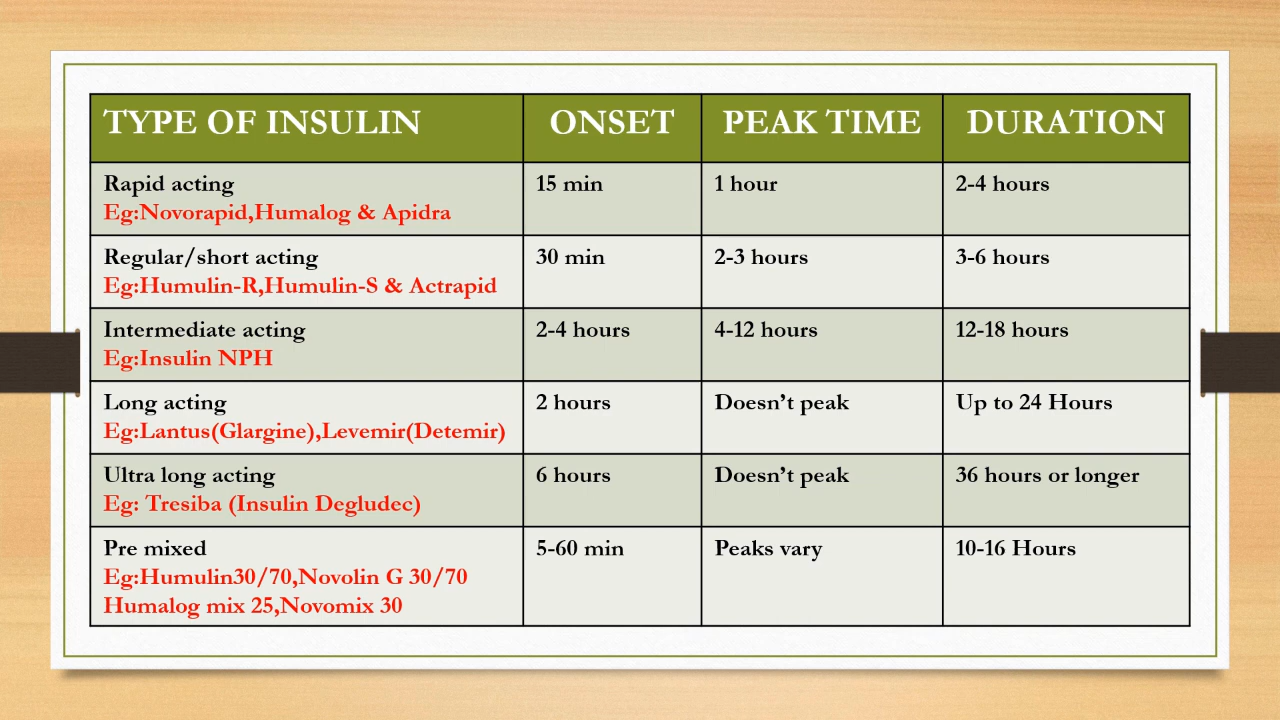 TYPE OF INSULIN ONSET PEAK TIME DURATION
Rapid acting 15 min 1 hour 2-4 hours
Eg:Novorapid,Humalog & Apidra
Regular/short acting 30 min 2-3 hours 3-6 hours
Eg:Humulin-R,Humulin-S & Actrapid
Intermediate acting 2-4 hours 4-12 hours 12-18 hours
Eg:Insulin NPH
Long acting 2 hours Doesn’t peak Up to 24 Hours
Eg:Lantus(Glargine),Levemir(Detemir)
Ultra long acting 6 hours Doesn’t peak 36 hours or longer
Eg: Tresiba (Insulin Degludec)
Pre mixed 5-60 min Peaks vary 10-16 Hours
Eg:Humulin30/70,Novolin G 30/70
Humalog mix 25,Novomix 30